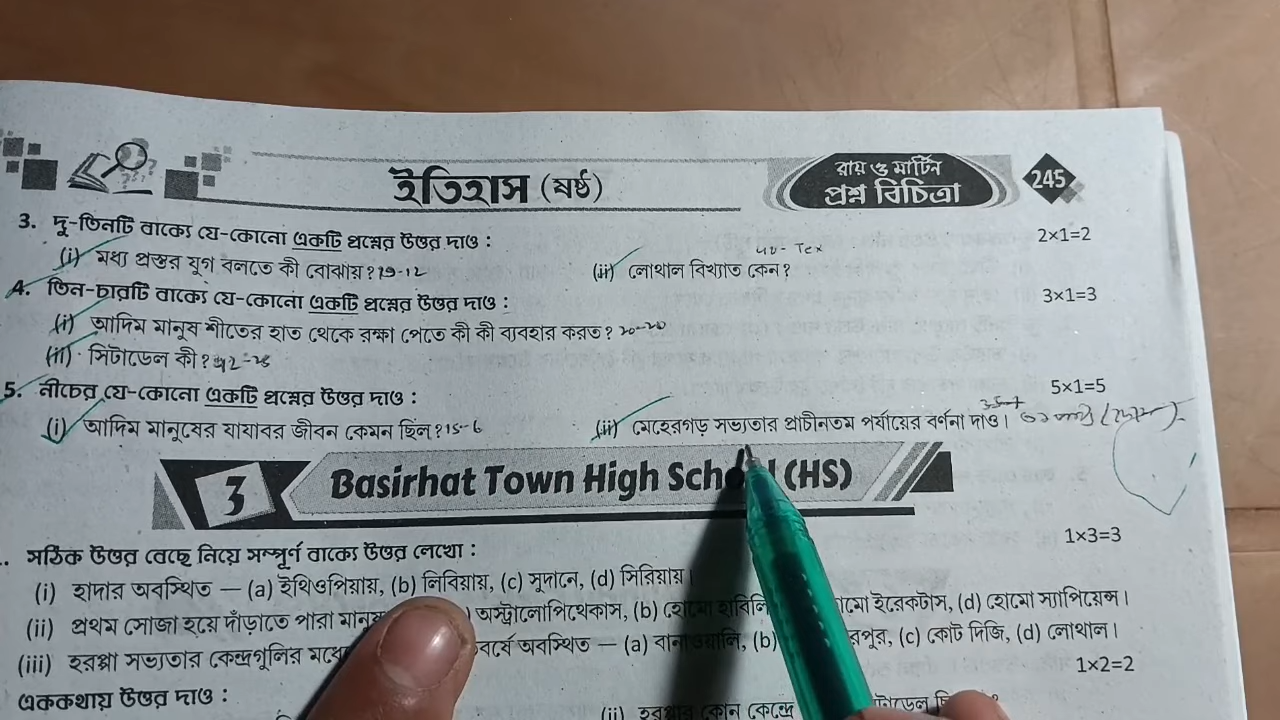 ইতিহাস (ষষ্ঠ)
রায় ও মার্টিন
প্রশ্ন বিচিত্রা
245
3. দু-তিনটি বাক্যে যে-কোনো একটি প্রশ্নের উত্তর দাও : 2×1=2
(i) মধ্য প্রস্তর যুগ বলতে কী বোঝায়? (ii) লোথাল বিখ্যাত কেন?
4. তিন-চারটি বাক্যে যে-কোনো একটি প্রশ্নের উত্তর দাও : 3×1=3
(i) আদিম মানুষ শীতের হাত থেকে রক্ষা পেতে কী কী ব্যবহার করত?
(ii) সিটাডেল কী?
5. নীচের যে-কোনো একটি প্রশ্নের উত্তর দাও : 5×1=5
(i) আদিম মানুষের যাযাবর জীবন কেমন ছিল? (ii) মেহেরগড় সভ্যতার প্রাচীনতম পর্যায়ের বর্ণনা দাও।
3 Basirhat Town High School (HS)
. সঠিক উত্তর বেছে নিয়ে সম্পূর্ণ বাক্যে উত্তর লেখো : 1×3=3
(i) হাদার অবস্থিত — (a) ইথিওপিয়ায়, (b) লিবিয়ায়, (c) সুদানে, (d) সিরিয়ায়।
(ii) প্রথম সোজা হয়ে দাঁড়াতে পারা অস্ট্রালোপিথেকাস, (b) হোমো ইরেকটাস, (d) হোমো স্যাপিয়েন্স।
(iii) হরপ্পা সভ্যতার কেন্দ্রগুলির অবস্থিত — (a) বানাওয়ালি, (b) (c) কোট দিজি, (d) লোথাল।
এককথায় উত্তর দাও : 1×2=2
(ii) হরপ্পার কোন কেন্দ্রে